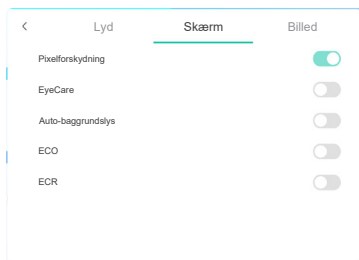 Lyd Skærm Billed
Pixelforskydning
EyeCare
Auto-baggrundslys
ECO
ECR